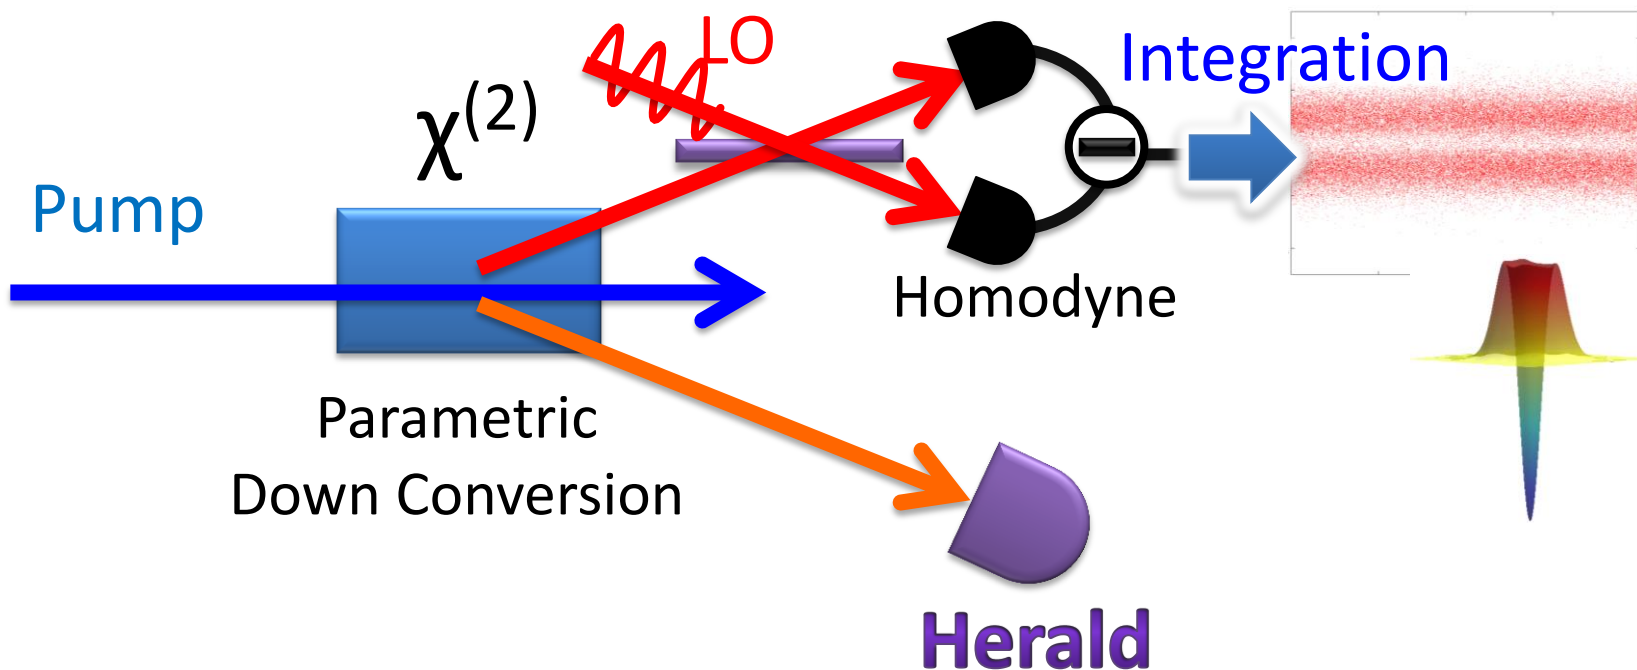 LO
Integration
χ(2)
Pump
Homodyne
Parametric
Down Conversion
Herald